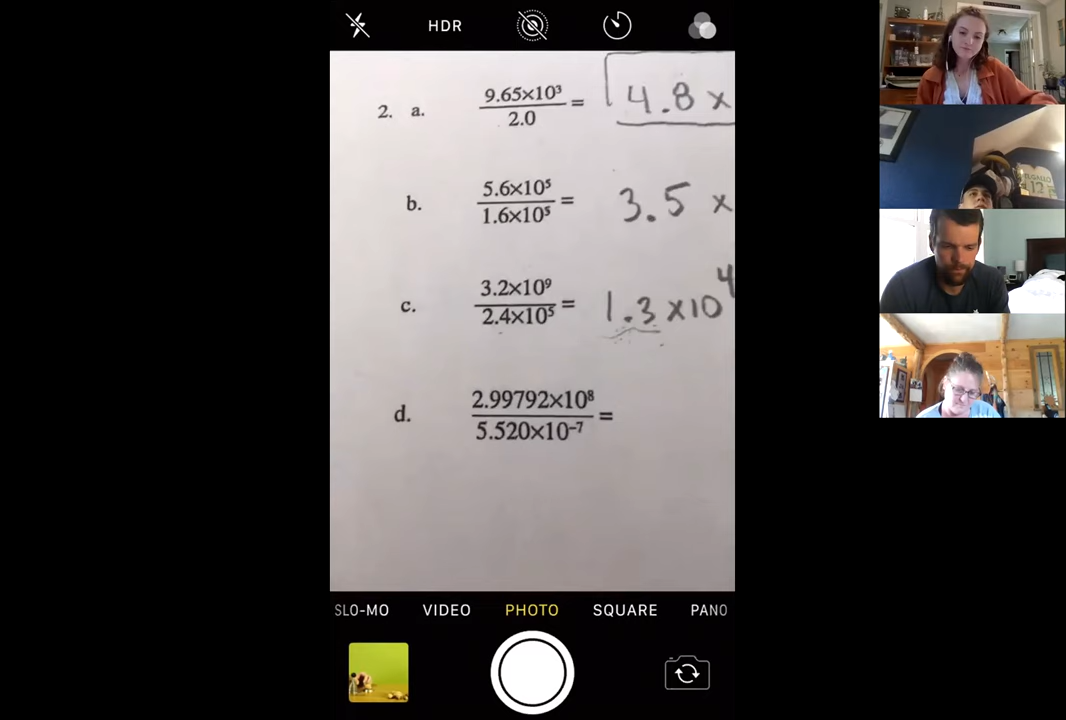 HDR
2. a. 9.65×10³
2.0 = 4.8 ×
b. 5.6×10⁵
1.6×10⁵ = 3.5 ×
c. 3.2×10⁹
2.4×10⁵ = 1.3 ×10⁴
d. 2.99792×10⁸
5.520×10⁻⁷ =
SLO-MO VIDEO PHOTO SQUARE PANO
12